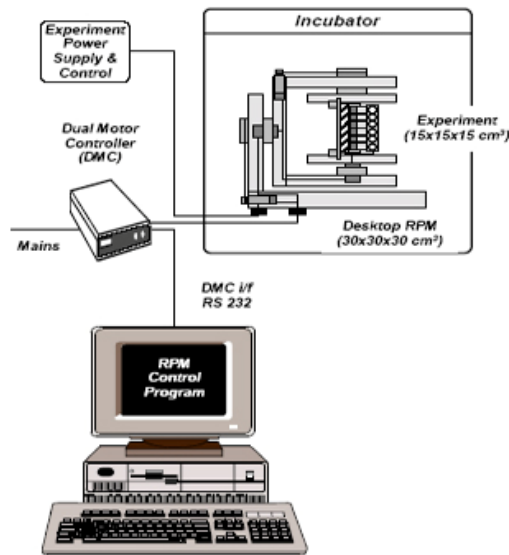 Experiment
Power
Supply &
Control
Incubator
Dual Motor
Controller
(DMC)
Experiment
(15x15x15 cm³)
Desktop RPM
(30x30x30 cm³)
Mains
DMC i/f
RS 232
RPM
Control
Program